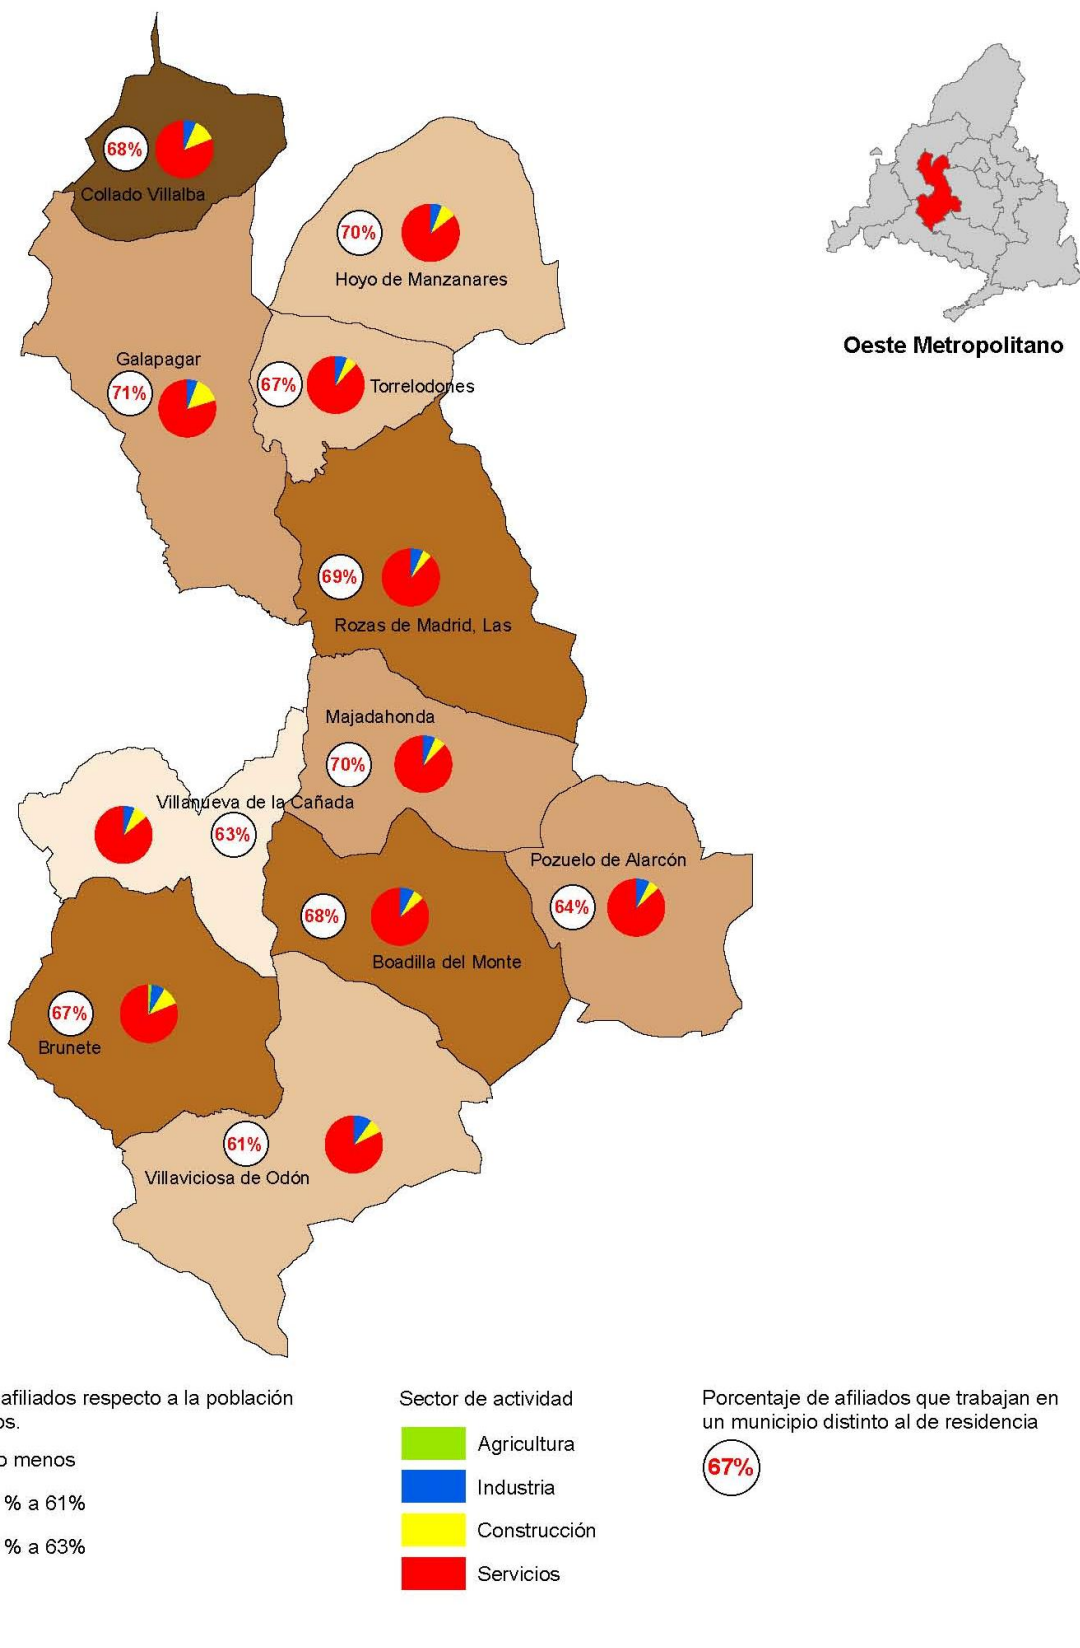 68%
Collado Villalba
70%
Hoyo de Manzanares
Oeste Metropolitano
Galapagar
71%
67%
Torrelodones
69%
Rozas de Madrid, Las
Majadahonda
70%
Villanueva de la Cañada
63%
Pozuelo de Alarcón
64%
68%
Boadilla del Monte
67%
Brunete
61%
Villaviciosa de Odón
afiliados respecto a la población
os.
o menos
% a 61%
% a 63%
Sector de actividad
Agricultura
Industria
Construcción
Servicios
Porcentaje de afiliados que trabajan en
un municipio distinto al de residencia
67%